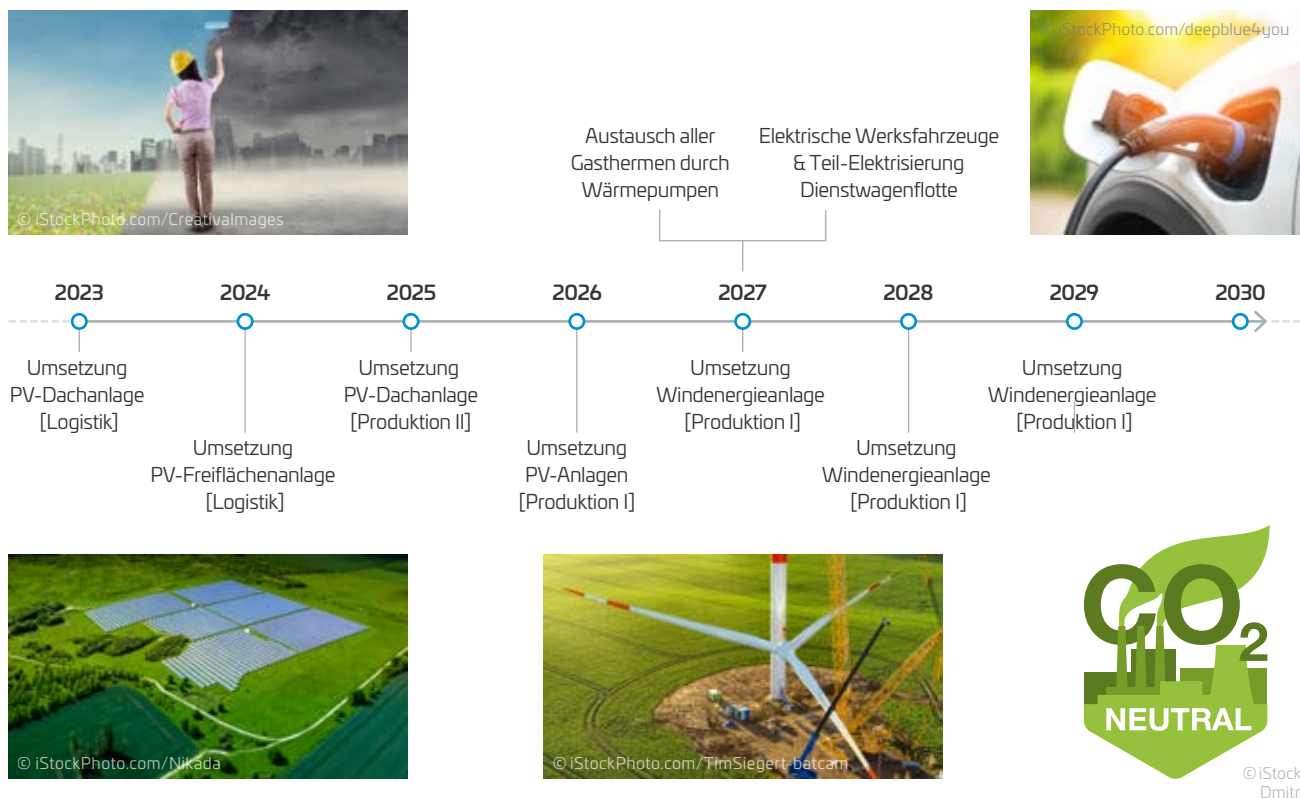 © iStockPhoto.com/CreativaImages
© iStockPhoto.com/deepblue4you
Austausch aller
Gasthermen durch
Wärmepumpen
Elektrische Werksfahrzeuge
& Teil-Elektrisierung
Dienstwagenflotte
2023
2024
2025
2026
2027
2028
2029
2030
Umsetzung
PV-Dachanlage
[Logistik]
Umsetzung
PV-Freiflächenanlage
[Logistik]
Umsetzung
PV-Dachanlage
[Produktion II]
Umsetzung
PV-Anlagen
[Produktion I]
Umsetzung
Windenergieanlage
[Produktion I]
Umsetzung
Windenergieanlage
[Produktion I]
Umsetzung
Windenergieanlage
[Produktion I]
© iStockPhoto.com/Nikada
© iStockPhoto.com/TimSiegert-batcam
CO2
NEUTRAL
© iStock
Dmitr